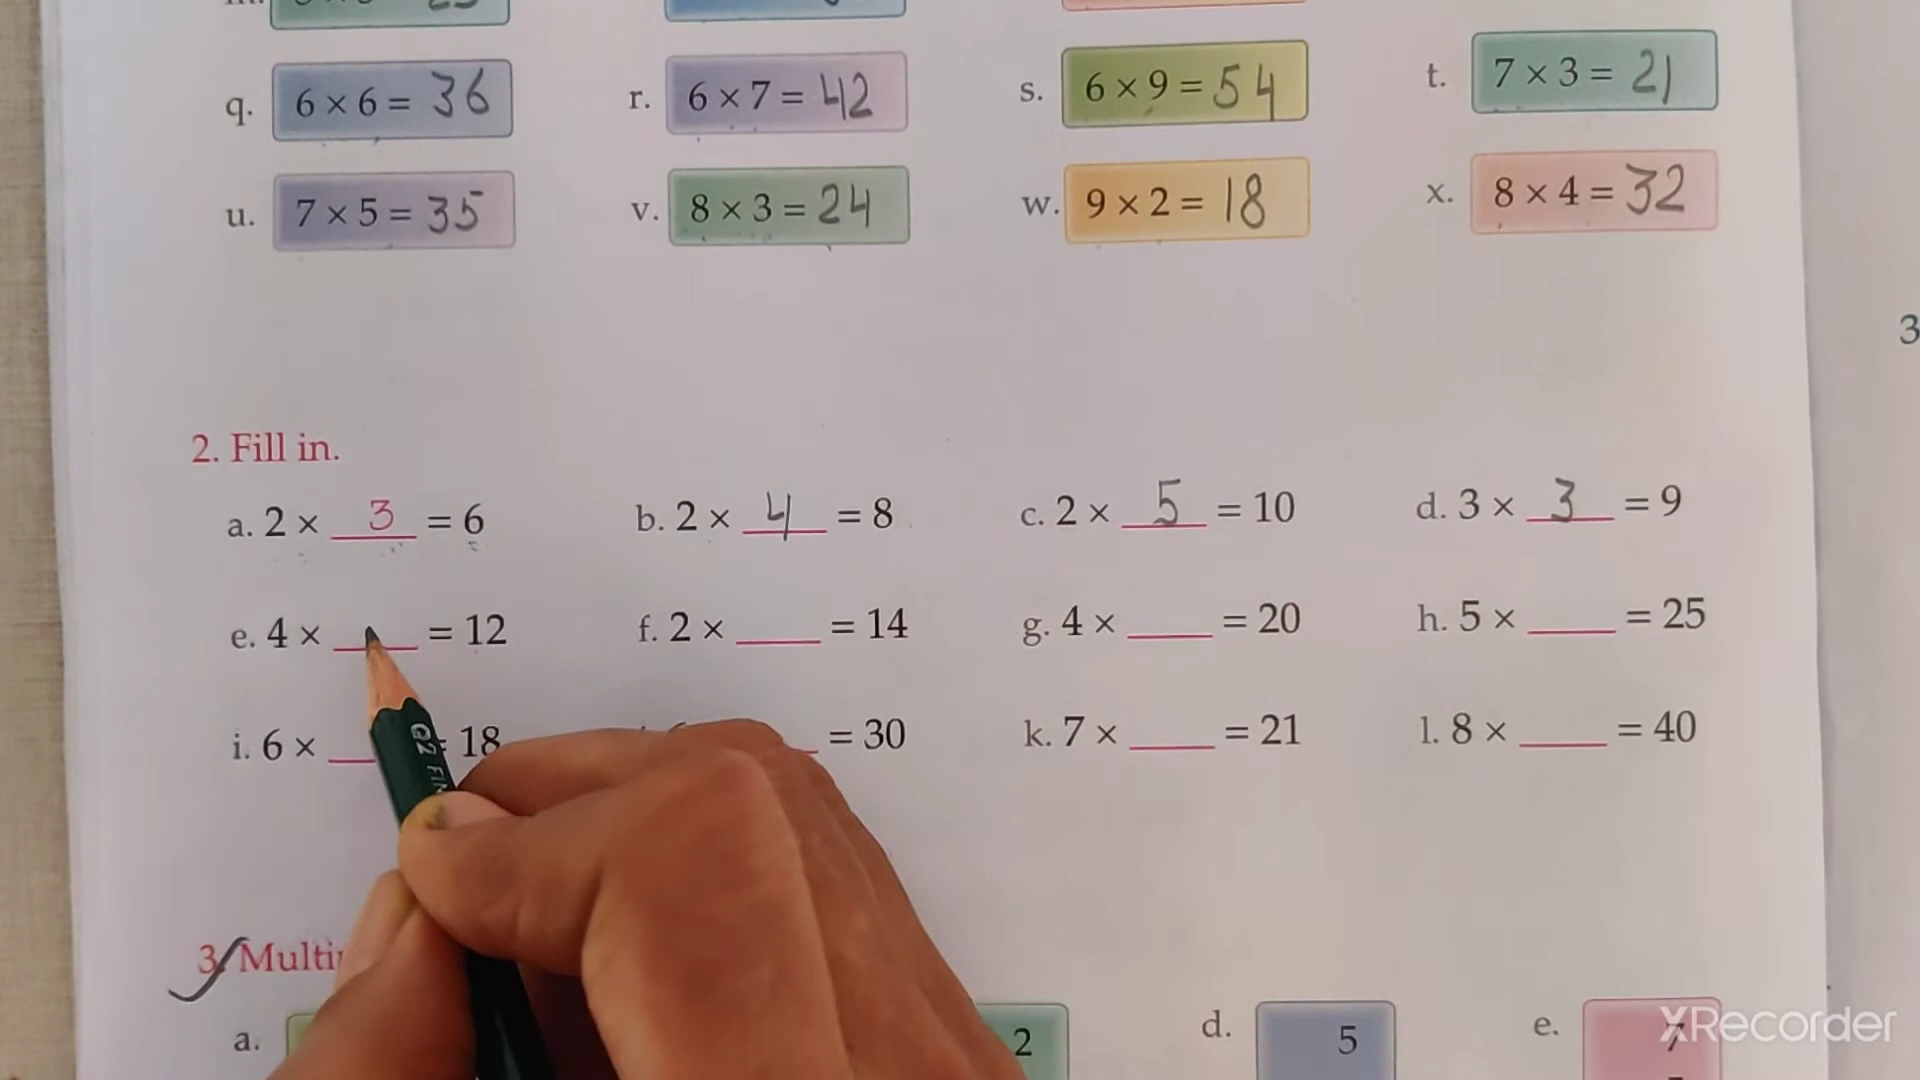 q. 6 × 6 = 36 r. 6 × 7 = 42 s. 6 × 9 = 54 t. 7 × 3 = 21
u. 7 × 5 = 35 v. 8 × 3 = 24 w. 9 × 2 = 18 x. 8 × 4 = 32
3
2. Fill in.
a. 2 × 3 = 6 b. 2 × 4 = 8 c. 2 × 5 = 10 d. 3 × 3 = 9
e. 4 × ___ = 12 f. 2 × ___ = 14 g. 4 × ___ = 20 h. 5 × ___ = 25
i. 6 × ___ = 18 ___ = 30 k. 7 × ___ = 21 l. 8 × ___ = 40
3.
a. 2 d. 5 e. 7
XRecorder